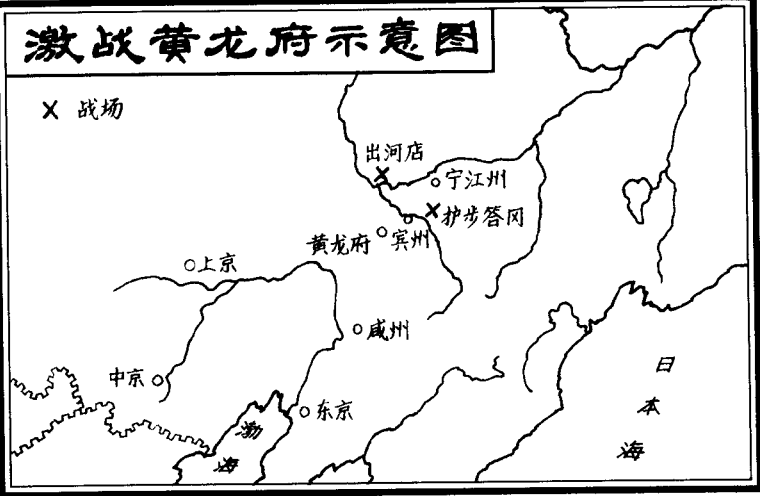 激战黄龙府示意图
× 战场
出河店
宁江州
护步答冈
宾州
黄龙府
上京
咸州
中京
东京
渤海
日本海